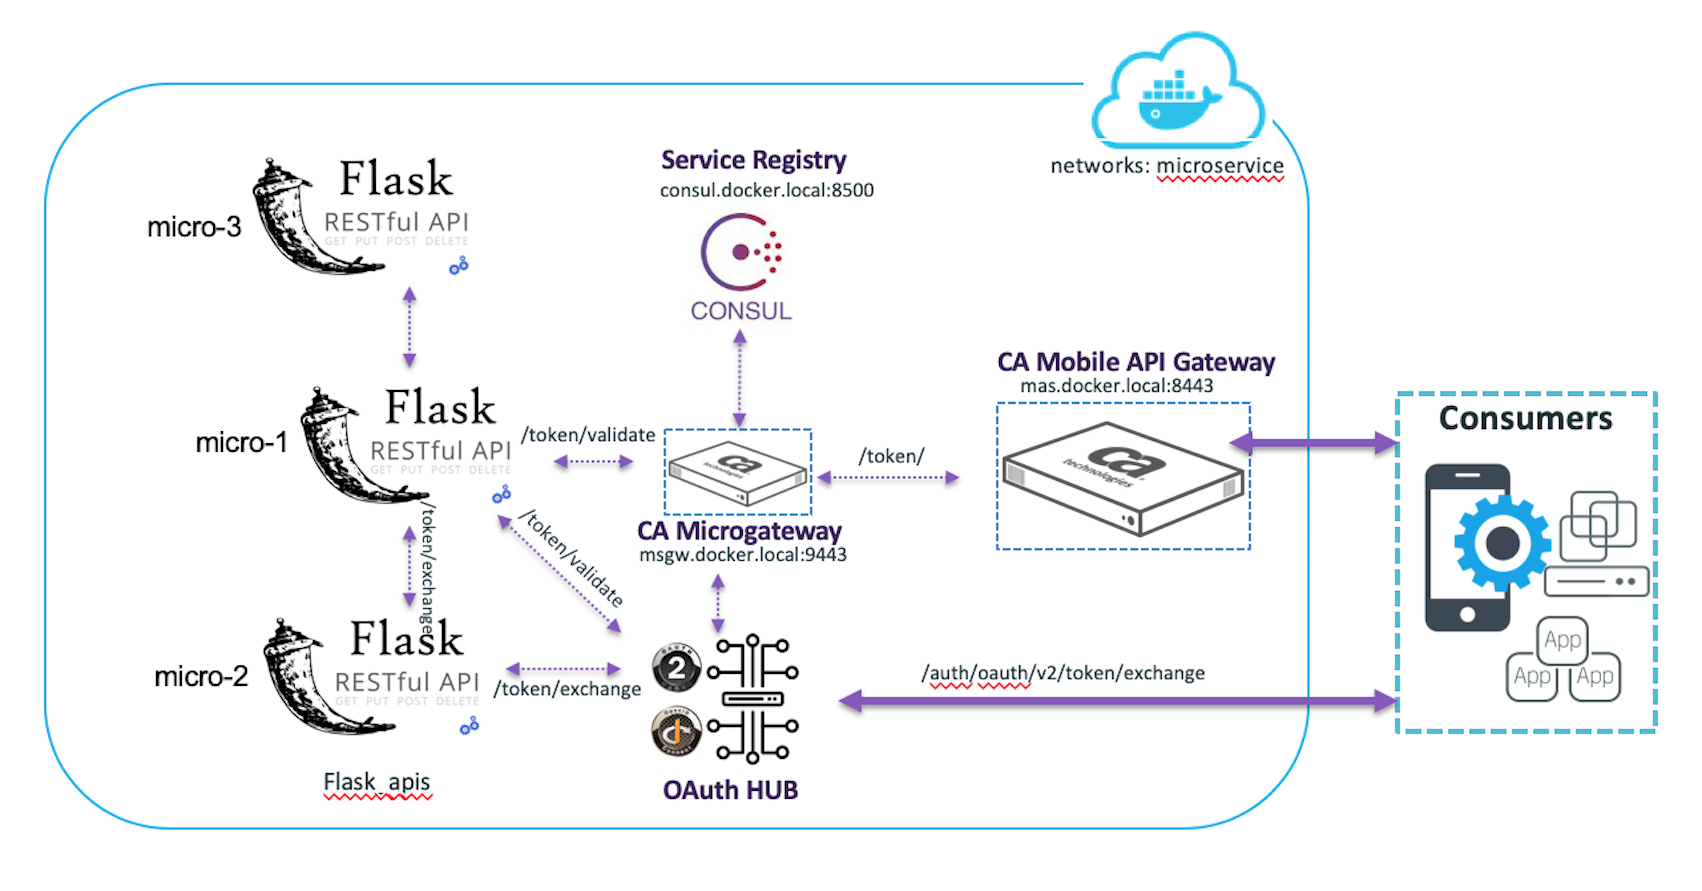 networks: microservice
Service Registry
consul.docker.local:8500
CONSUL
Flask
RESTful API
GET PUT POST DELETE
micro-3
CA Mobile API Gateway
mas.docker.local:8443
ca
technologies
Flask
RESTful API
GET PUT POST DELETE
micro-1
/token/validate
ca
technologies
/token/
CA Microgateway
msgw.docker.local:9443
Consumers
App
App
App
/token/exchange
/token/validate
Flask
RESTful API
GET PUT POST DELETE
micro-2
/token/exchange
OAUTH
2
OAuth HUB
/auth/oauth/v2/token/exchange
Flask_apis